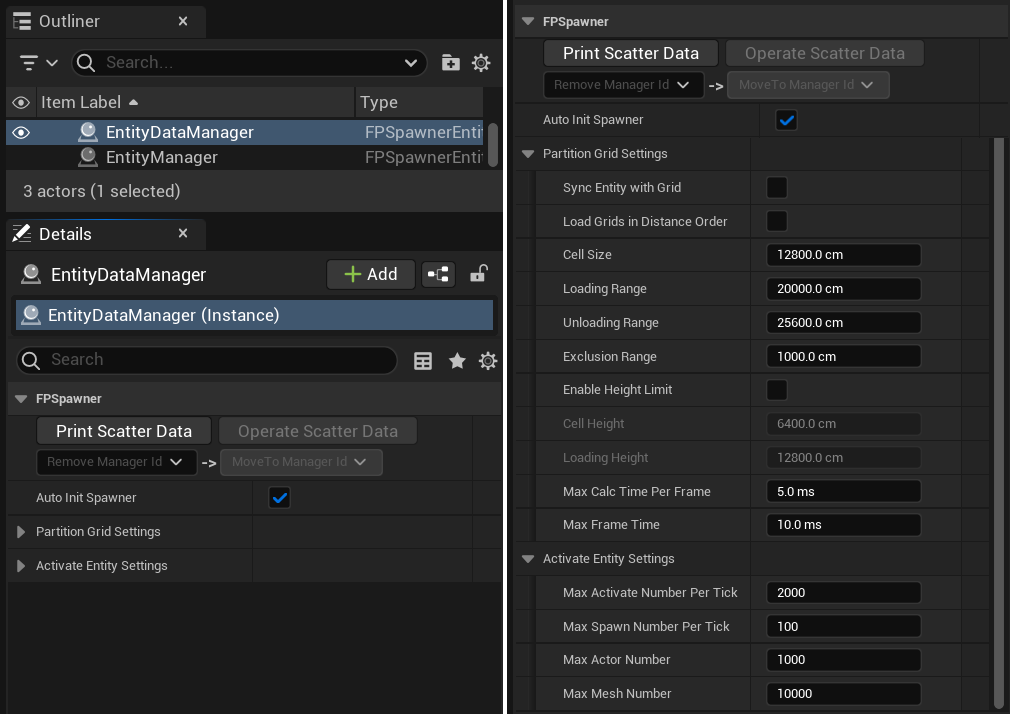 Outliner
Search...
Item Label Type
EntityDataManager FPSpawnerEnti
EntityManager FPSpawnerEnti
3 actors (1 selected)
Details
EntityDataManager Add
EntityDataManager (Instance)
Search
FPSpawner
Print Scatter Data Operate Scatter Data
Remove Manager Id -> MoveTo Manager Id
Auto Init Spawner
Partition Grid Settings
Activate Entity Settings
FPSpawner
Print Scatter Data Operate Scatter Data
Remove Manager Id -> MoveTo Manager Id
Auto Init Spawner
Partition Grid Settings
Sync Entity with Grid
Load Grids in Distance Order
Cell Size 12800.0 cm
Loading Range 20000.0 cm
Unloading Range 25600.0 cm
Exclusion Range 1000.0 cm
Enable Height Limit
Cell Height 6400.0 cm
Loading Height 12800.0 cm
Max Calc Time Per Frame 5.0 ms
Max Frame Time 10.0 ms
Activate Entity Settings
Max Activate Number Per Tick 2000
Max Spawn Number Per Tick 100
Max Actor Number 1000
Max Mesh Number 10000